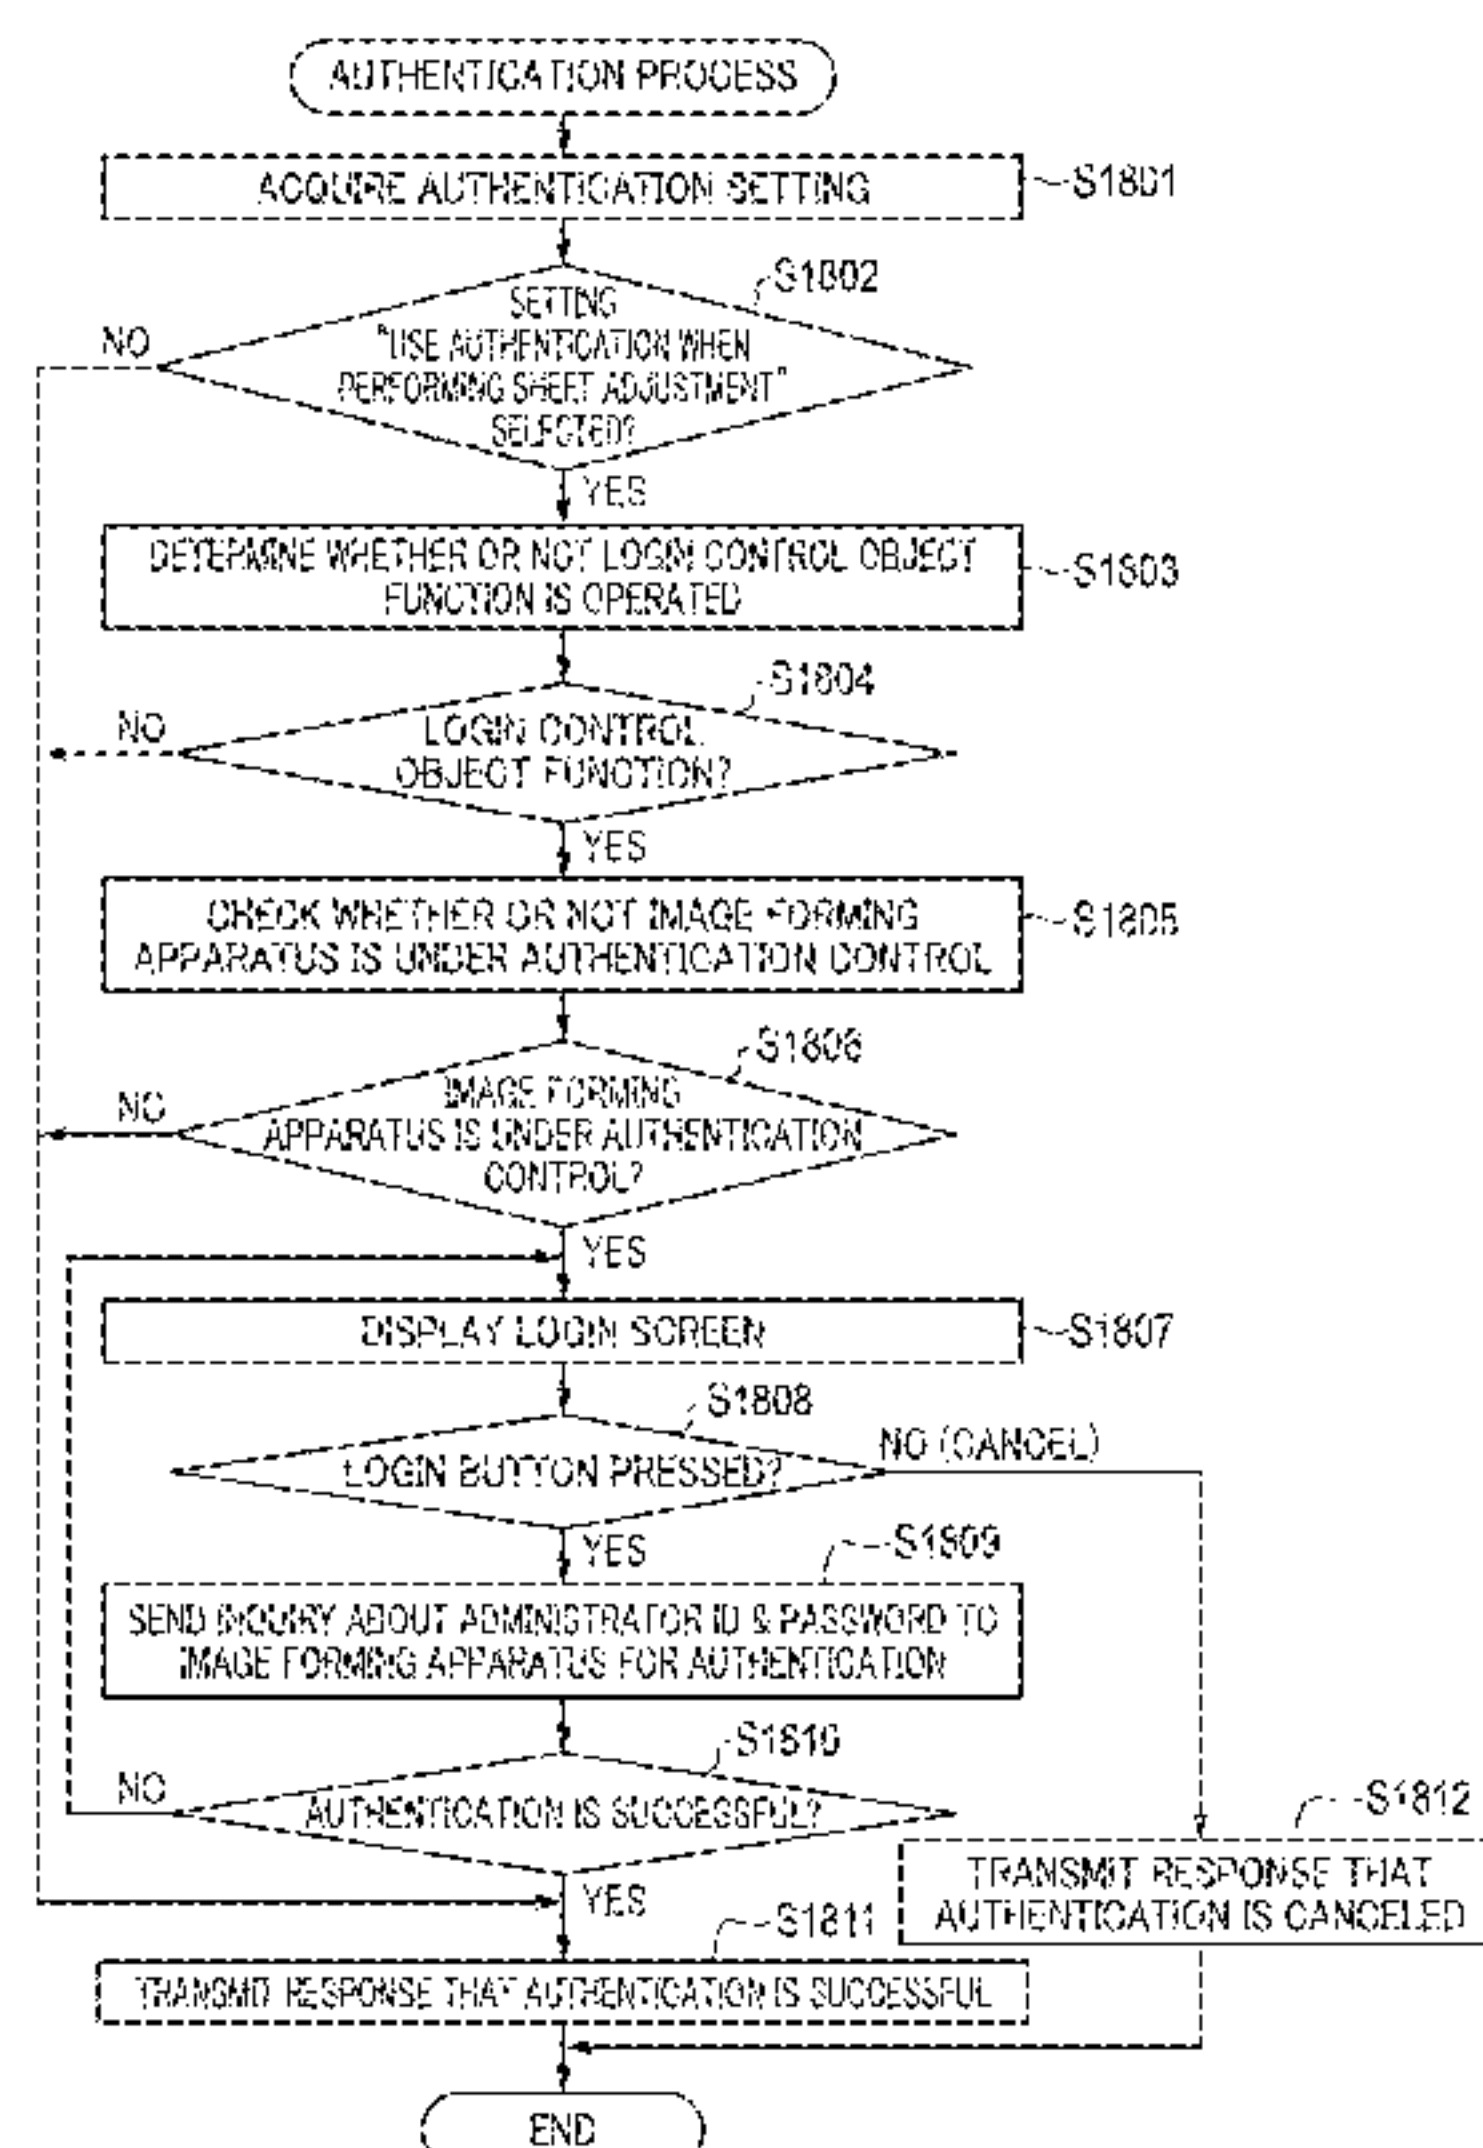 AUTHENTICATION PROCESS
ACQUIRE AUTHENTICATION SETTING
S1801
S1802
SETTING
"USE AUTHENTICATION WHEN
PERFORMING SHEET ADJUSTMENT"
SELECTED?
NO
YES
DETERMINE WHETHER OR NOT LOGIN CONTROL OBJECT
FUNCTION IS OPERATED
S1803
S1804
NO
LOGIN CONTROL
OBJECT FUNCTION?
YES
CHECK WHETHER OR NOT IMAGE FORMING
APPARATUS IS UNDER AUTHENTICATION CONTROL
S1805
S1806
NO
IMAGE FORMING
APPARATUS IS UNDER AUTHENTICATION
CONTROL?
YES
DISPLAY LOGIN SCREEN
S1807
S1808
LOGIN BUTTON PRESSED?
NO (CANCEL)
YES
S1809
SEND INQUIRY ABOUT ADMINISTRATOR ID & PASSWORD TO
IMAGE FORMING APPARATUS FOR AUTHENTICATION
S1810
NO
AUTHENTICATION IS SUCCESSFUL?
YES
S1812
TRANSMIT RESPONSE THAT
AUTHENTICATION IS CANCELED
S1811
TRANSMIT RESPONSE THAT AUTHENTICATION IS SUCCESSFUL
END